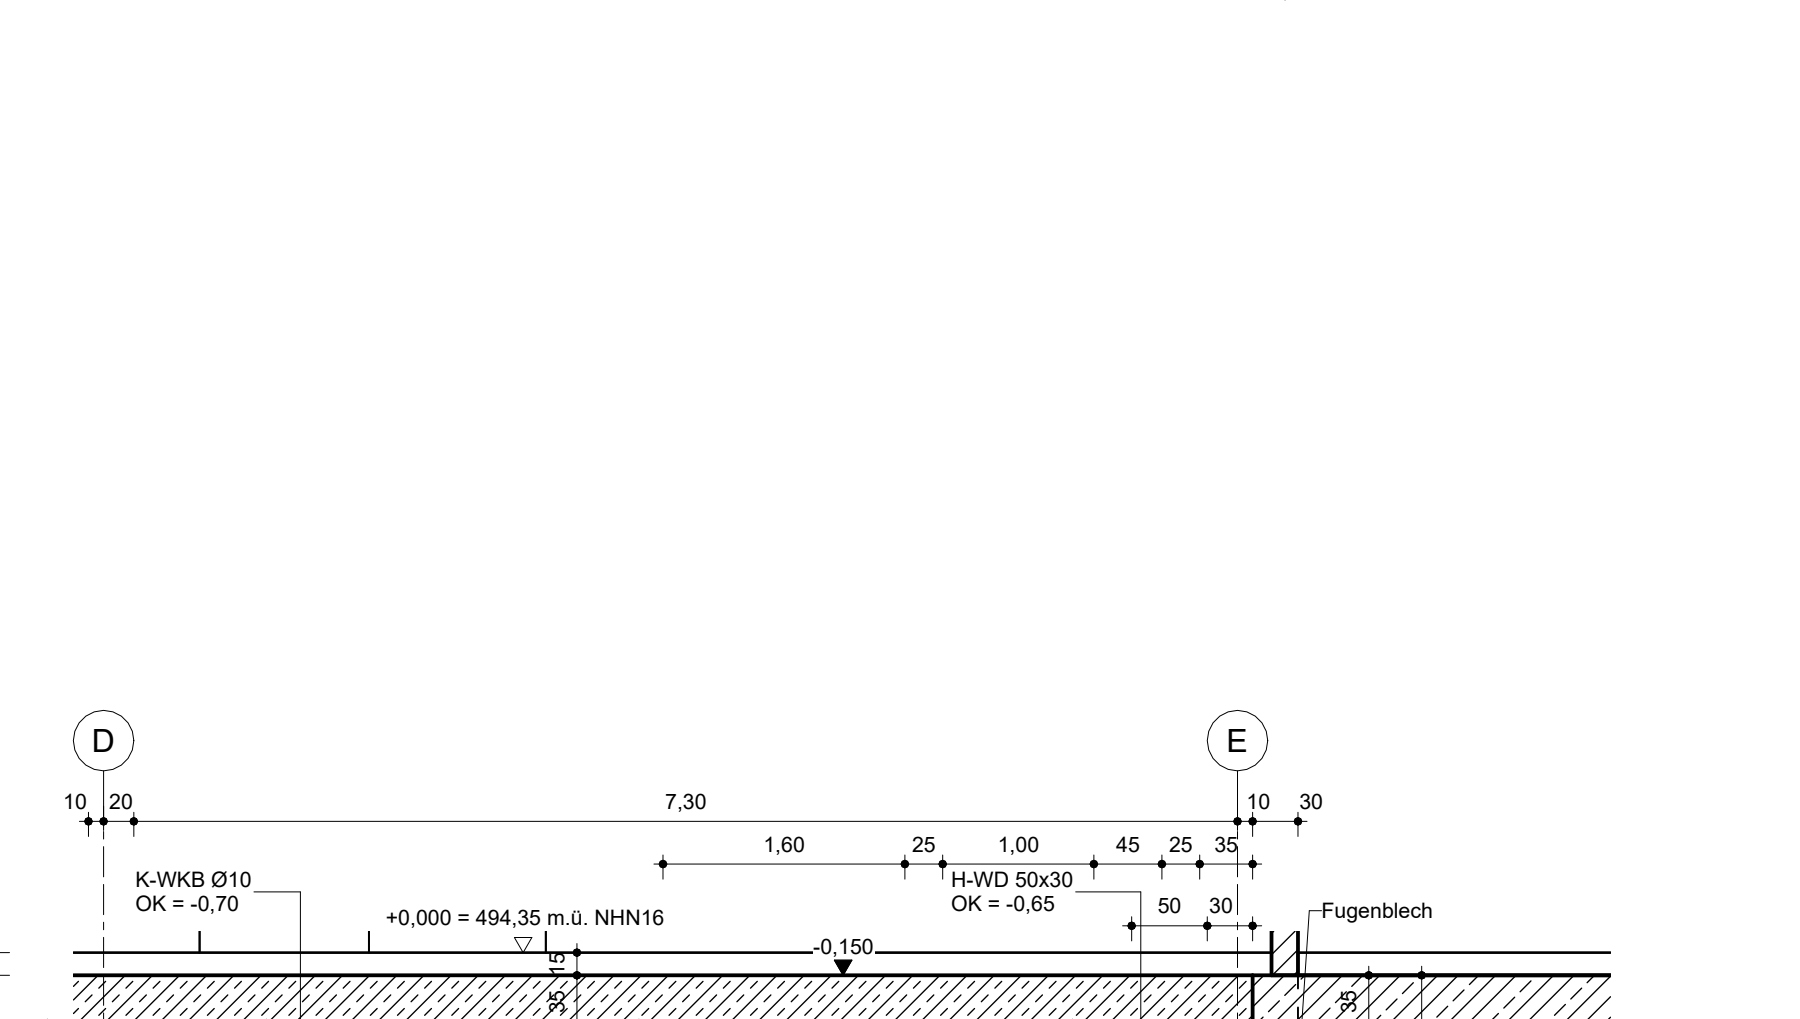 D
E
10
20
7,30
10
30
1,60
25
1,00
45
25
35
K-WKB Ø10
OK = -0,70
H-WD 50x30
OK = -0,65
50
30
Fugenblech
+0,000 = 494,35 m.ü. NHN16
-0,150
15
35
35